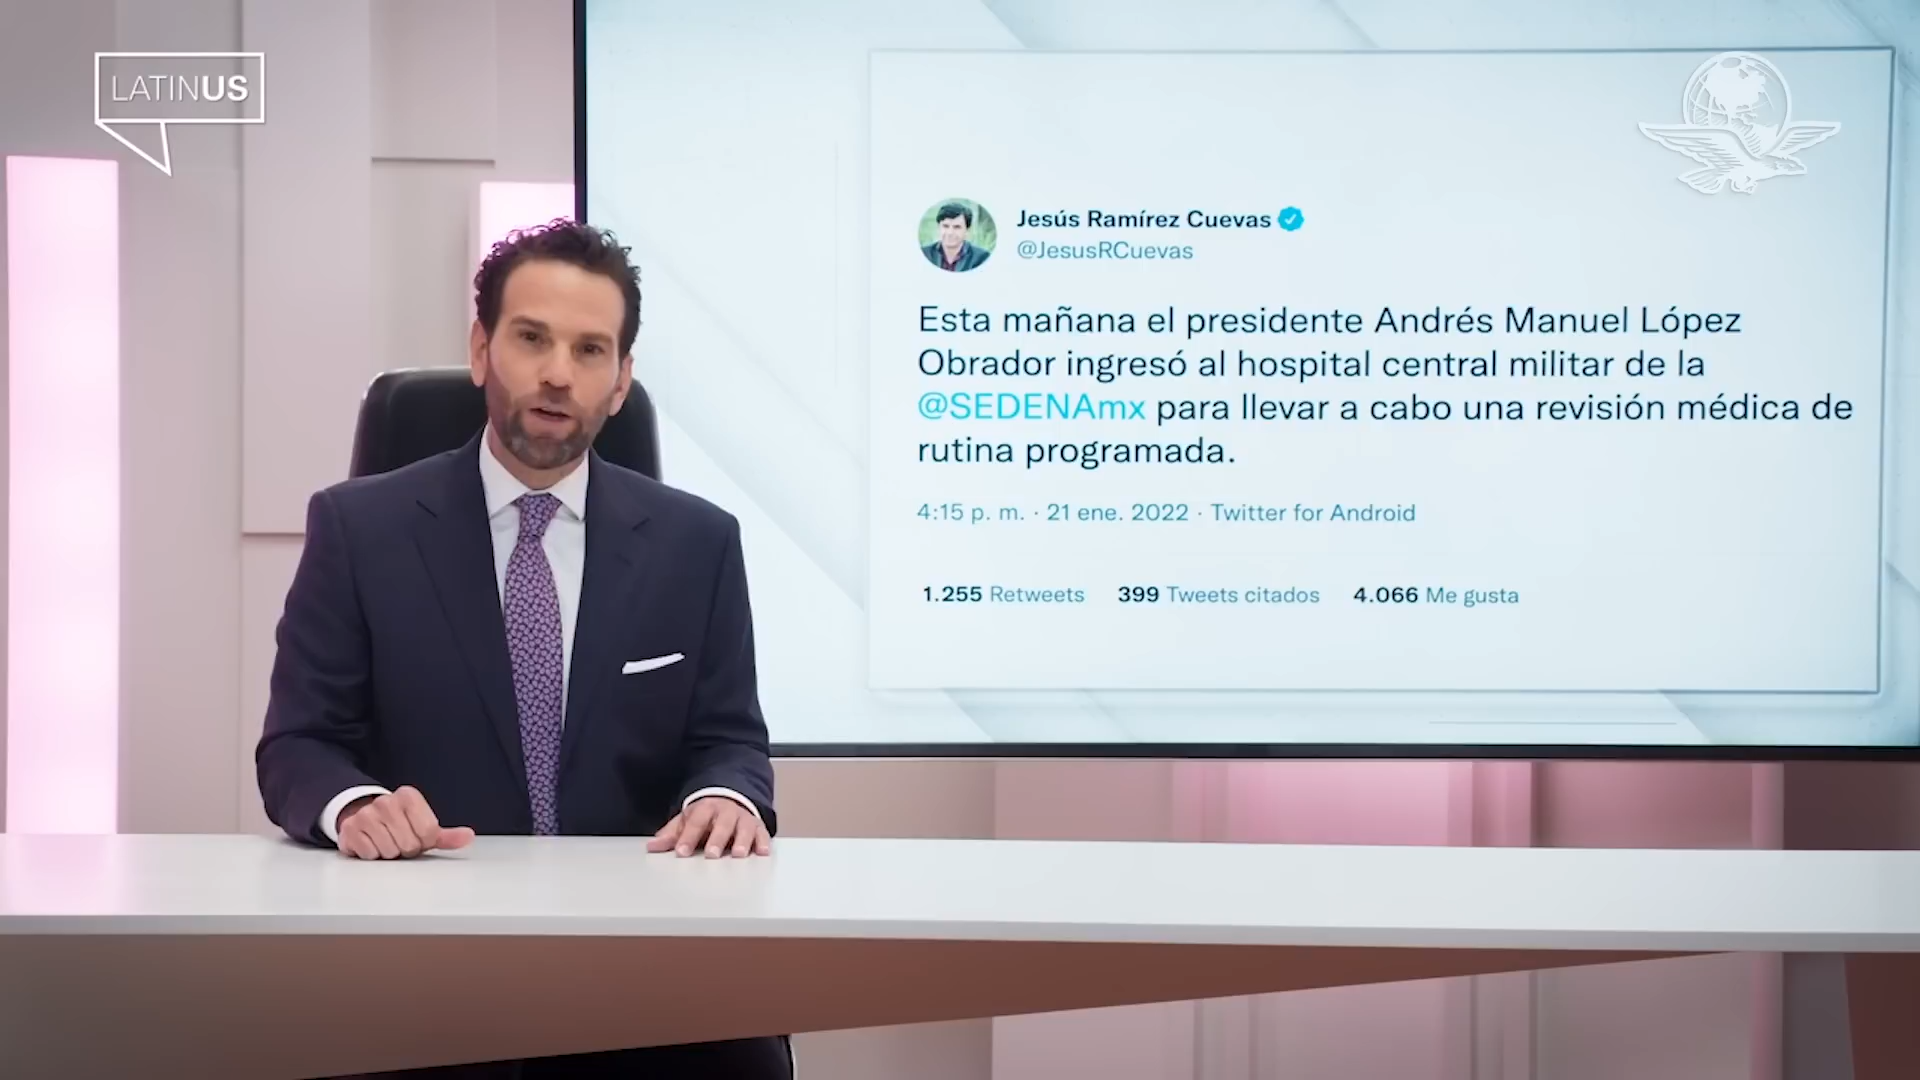 LATINUS
Jesús Ramírez Cuevas
@JesusRCuevas
Esta mañana el presidente Andrés Manuel López
Obrador ingresó al hospital central militar de la
@SEDENAmx para llevar a cabo una revisión médica de
rutina programada.
4:15 p. m. · 21 ene. 2022 · Twitter for Android
1.255 Retweets 399 Tweets citados 4.066 Me gusta